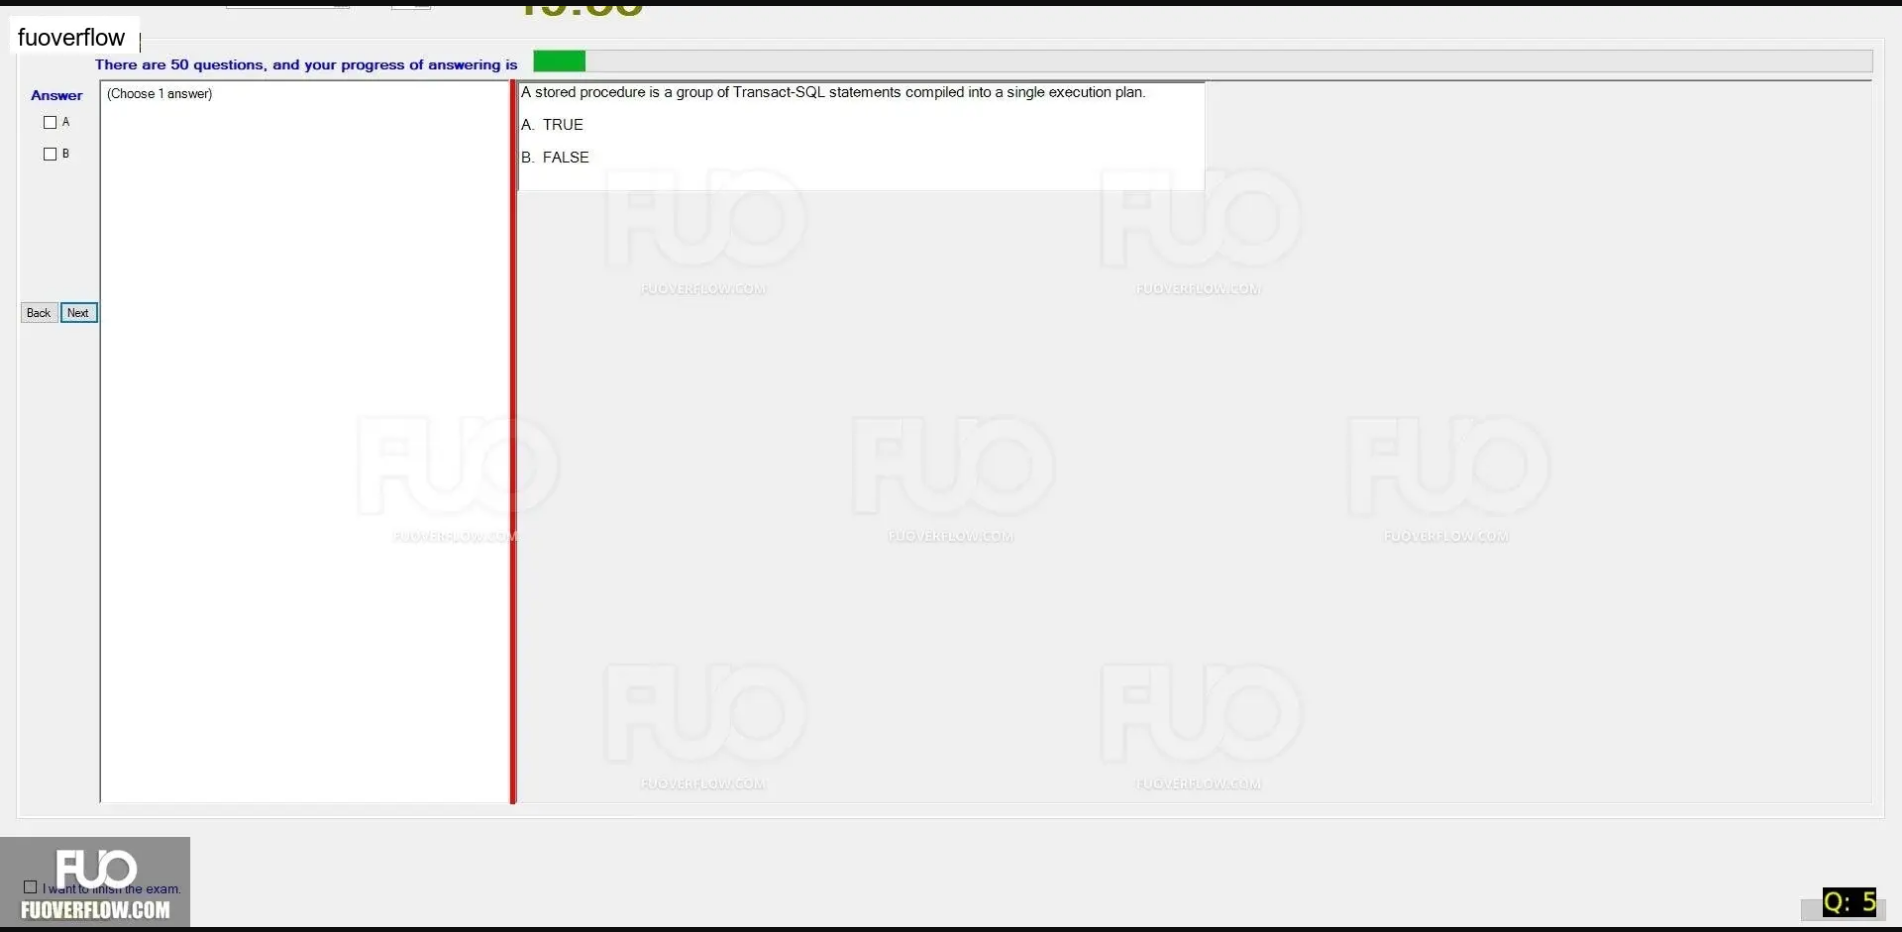 fuoverflow
There are 50 questions, and your progress of answering is
Answer
(Choose 1 answer)
A
B
A stored procedure is a group of Transact-SQL statements compiled into a single execution plan.
A. TRUE
B. FALSE
Back Next
FUO
FUOVERFLOW.COM
FUO
FUOVERFLOW.COM
FUO
FUOVERFLOW.COM
FUO
FUOVERFLOW.COM
FUO
FUOVERFLOW.COM
FUO
FUOVERFLOW.COM
FUO
FUOVERFLOW.COM
FUO
I want to finish the exam.
FUOVERFLOW.COM
Q: 5